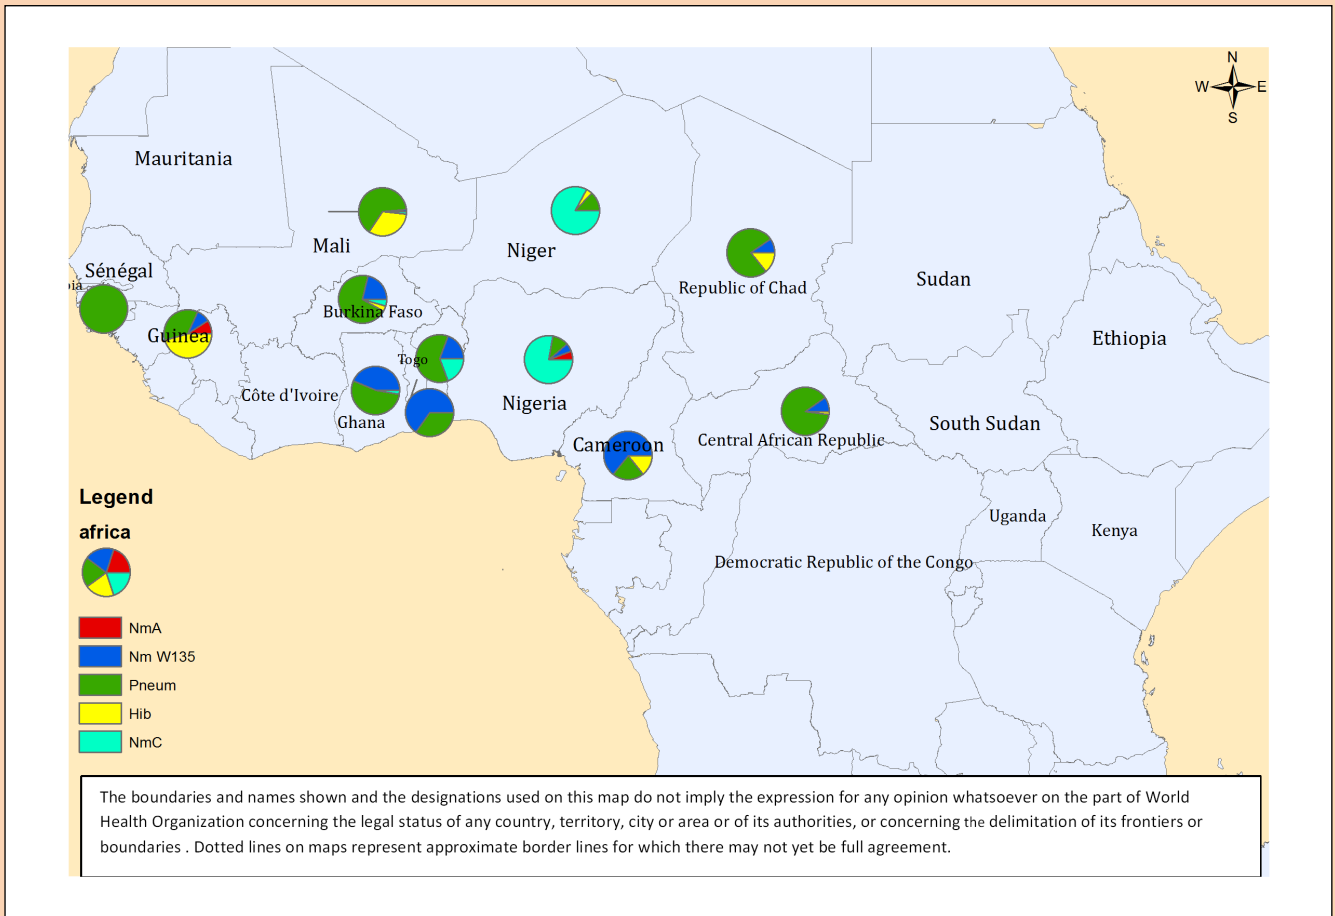 N
W E
S
Mauritania
Mali
Niger
Sénégal
Republic of Chad
Sudan
Burkina Faso
Guinea
Ethiopia
Togo
Côte d'Ivoire
Nigeria
Ghana
South Sudan
Cameroon
Central African Republic
Uganda
Kenya
Democratic Republic of the Congo
Legend
africa
NmA
Nm W135
Pneum
Hib
NmC
The boundaries and names shown and the designations used on this map do not imply the expression for any opinion whatsoever on the part of World
Health Organization concerning the legal status of any country, territory, city or area or of its authorities, or concerning the delimitation of its frontiers or
boundaries . Dotted lines on maps represent approximate border lines for which there may not yet be full agreement.